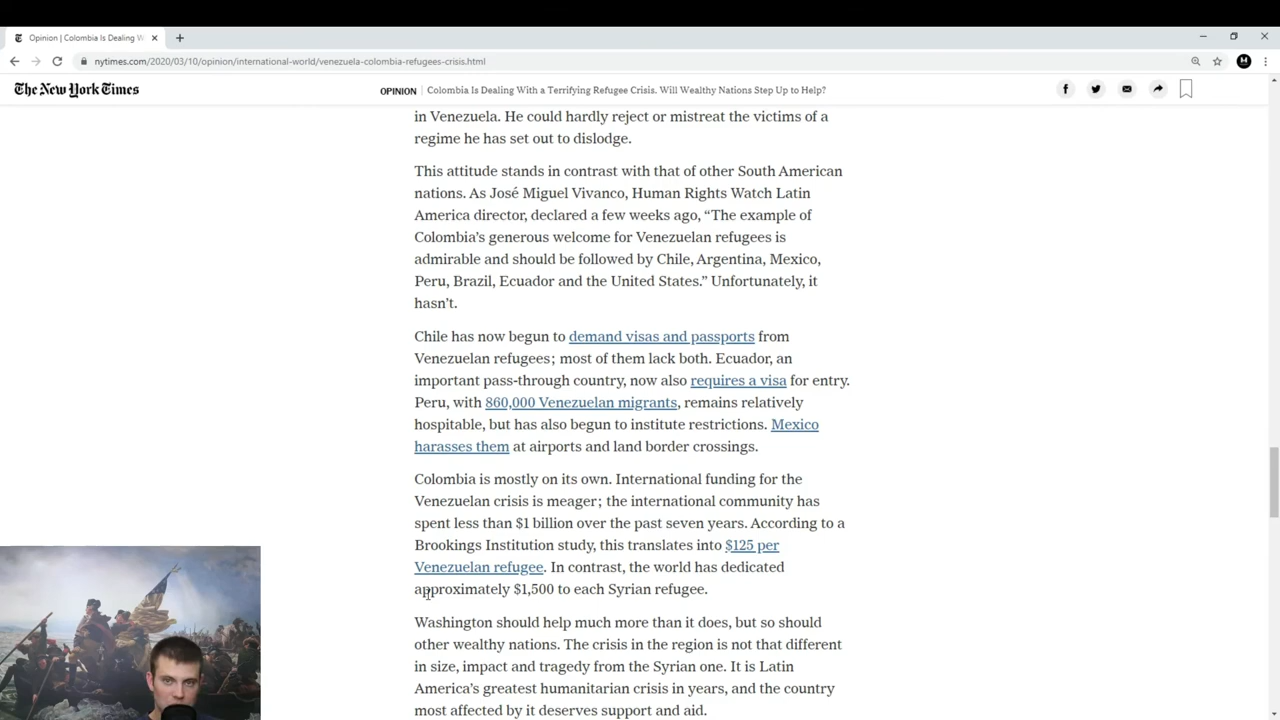 Opinion | Colombia Is Dealing W
nytimes.com/2020/03/10/opinion/international-world/venezuela-colombia-refugees-crisis.html
The New York Times
OPINION | Colombia Is Dealing With a Terrifying Refugee Crisis. Will Wealthy Nations Step Up to Help?
in Venezuela. He could hardly reject or mistreat the victims of a
regime he has set out to dislodge.
This attitude stands in contrast with that of other South American
nations. As José Miguel Vivanco, Human Rights Watch Latin
America director, declared a few weeks ago, “The example of
Colombia’s generous welcome for Venezuelan refugees is
admirable and should be followed by Chile, Argentina, Mexico,
Peru, Brazil, Ecuador and the United States.” Unfortunately, it
hasn’t.
Chile has now begun to demand visas and passports from
Venezuelan refugees; most of them lack both. Ecuador, an
important pass-through country, now also requires a visa for entry.
Peru, with 860,000 Venezuelan migrants, remains relatively
hospitable, but has also begun to institute restrictions. Mexico
harasses them at airports and land border crossings.
Colombia is mostly on its own. International funding for the
Venezuelan crisis is meager; the international community has
spent less than $1 billion over the past seven years. According to a
Brookings Institution study, this translates into $125 per
Venezuelan refugee. In contrast, the world has dedicated
approximately $1,500 to each Syrian refugee.
Washington should help much more than it does, but so should
other wealthy nations. The crisis in the region is not that different
in size, impact and tragedy from the Syrian one. It is Latin
America’s greatest humanitarian crisis in years, and the country
most affected by it deserves support and aid.